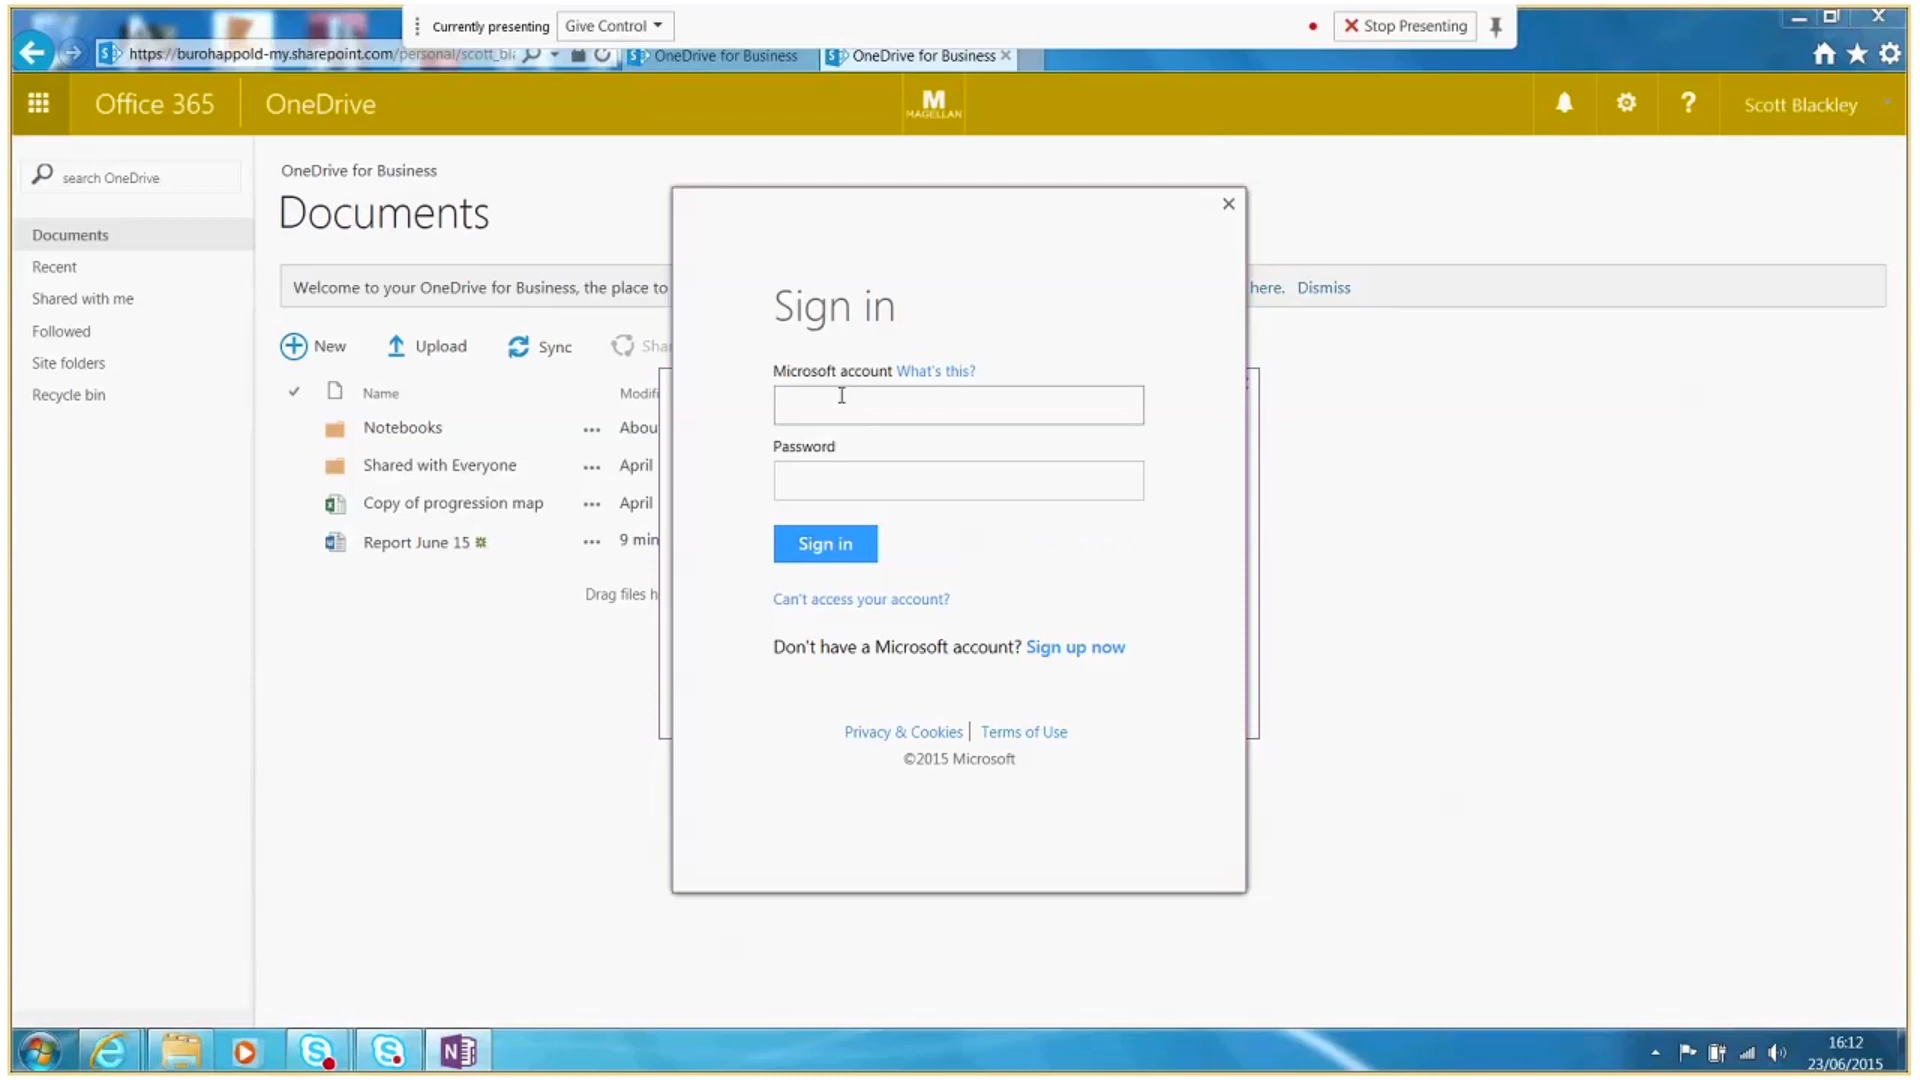 Currently presenting Give Control
Stop Presenting
https://burohappold-my.sharepoint.com/personal/scott_bl
OneDrive for Business
OneDrive for Business
Office 365
OneDrive
M
MAGELLAN
?
Scott Blackley
search OneDrive
Documents
Recent
Shared with me
Followed
Site folders
Recycle bin
OneDrive for Business
Documents
Welcome to your OneDrive for Business, the place to
here. Dismiss
New
Upload
Sync
Shar
Name
Modifi
Notebooks ... Abou
Shared with Everyone ... April
Copy of progression map ... April
Report June 15 ... 9 min
Drag files h
Sign in
Microsoft account What's this?
Password
Sign in
Can't access your account?
Don't have a Microsoft account? Sign up now
Privacy & Cookies | Terms of Use
©2015 Microsoft
16:12
23/06/2015